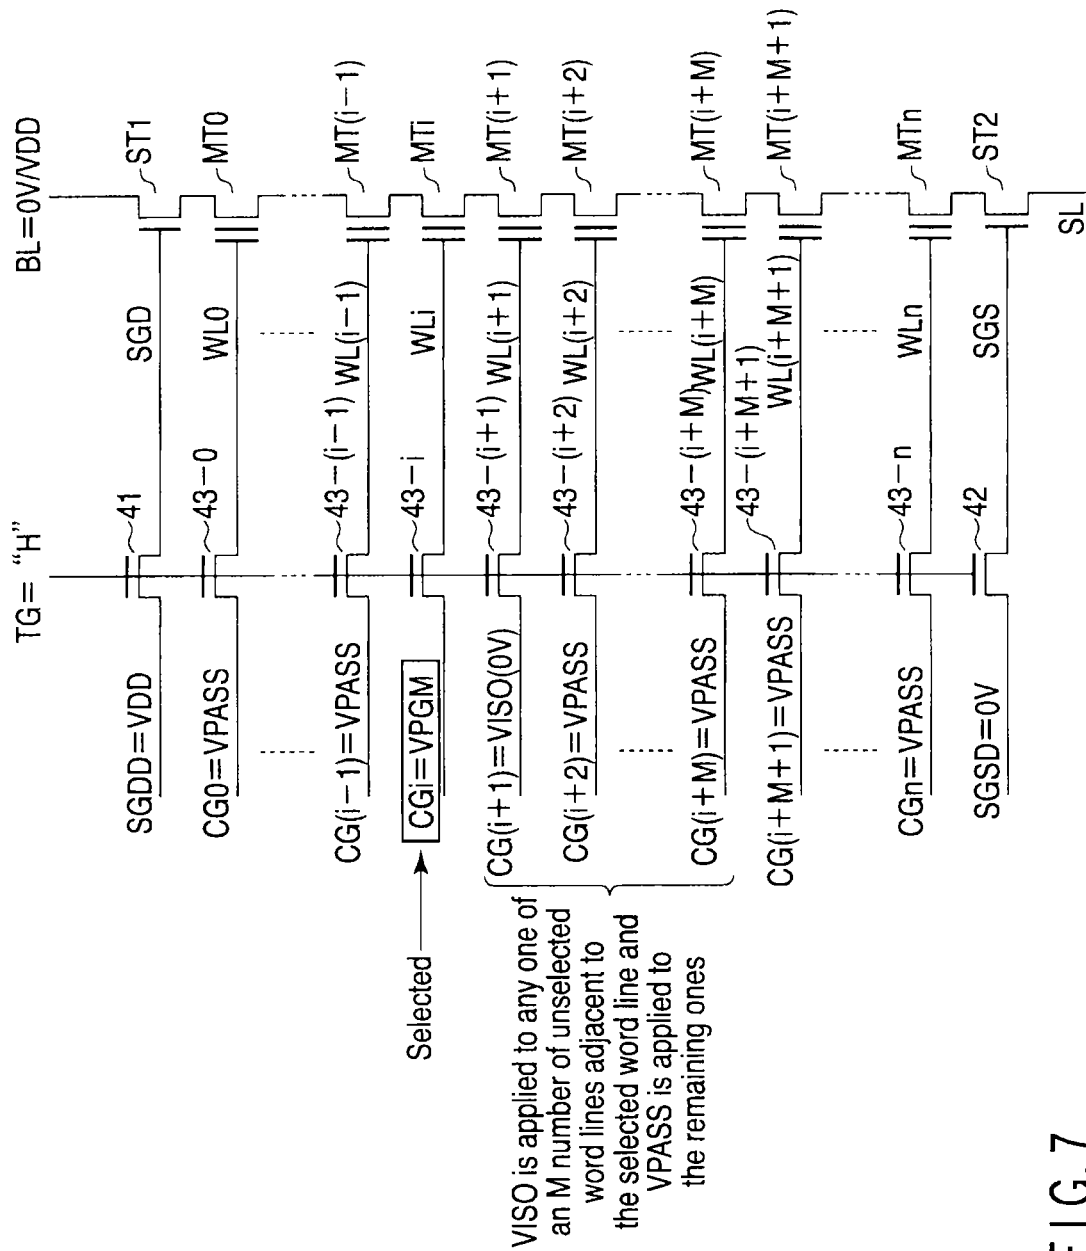 TG= "H"
BL=0V/VDD
SGDD=VDD
41
SGD
ST1
CG0=VPASS
43-0
WL0
MT0
CG(i-1)=VPASS
43-(i-1)
WL(i-1)
MT(i-1)
Selected
CGi=VPGM
43-i
WLi
MTi
CG(i+1)=VISO(0V)
43-(i+1)
WL(i+1)
MT(i+1)
CG(i+2)=VPASS
43-(i+2)
WL(i+2)
MT(i+2)
VISO is applied to any one of
an M number of unselected
word lines adjacent to
the selected word line and
VPASS is applied to
the remaining ones
CG(i+M)=VPASS
43-(i+M)
WL(i+M)
MT(i+M)
CG(i+M+1)=VPASS
43-(i+M+1)
WL(i+M+1)
MT(i+M+1)
CGn=VPASS
43-n
WLn
MTn
SGSD=0V
42
SGS
ST2
SL
FIG. 7